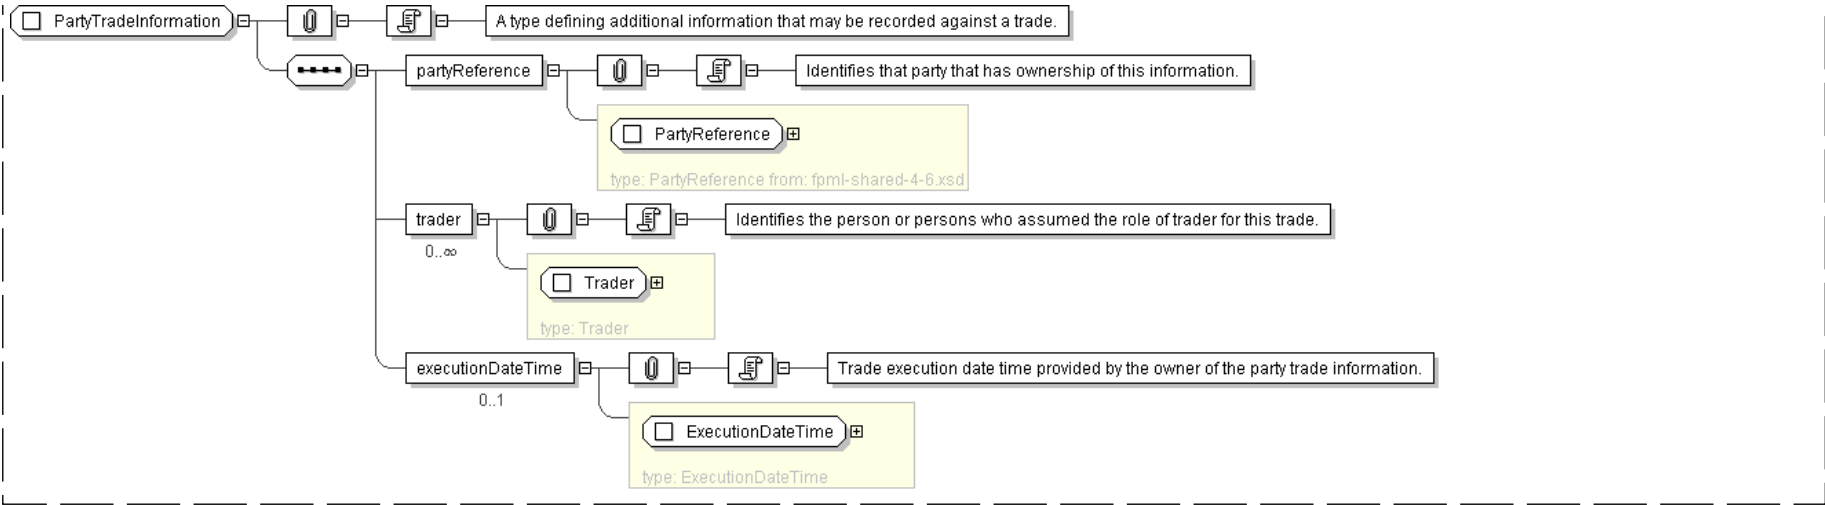 PartyTradeInformation
A type defining additional information that may be recorded against a trade.
partyReference
Identifies that party that has ownership of this information.
PartyReference
type: PartyReference from: fpml-shared-4-6.xsd
trader
Identifies the person or persons who assumed the role of trader for this trade.
0..∞
Trader
type: Trader
executionDateTime
Trade execution date time provided by the owner of the party trade information.
0..1
ExecutionDateTime
type: ExecutionDateTime